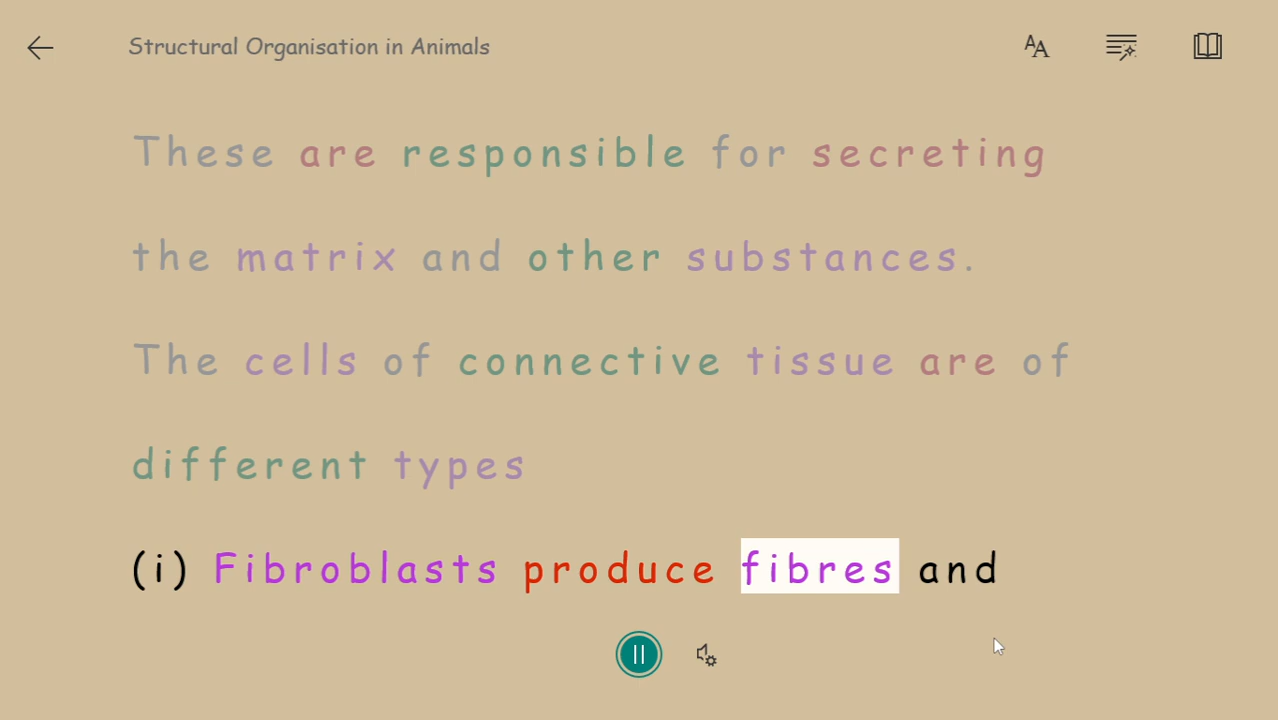 Structural Organisation in Animals
These are responsible for secreting
the matrix and other substances.
The cells of connective tissue are of
different types
(i) Fibroblasts produce fibres and